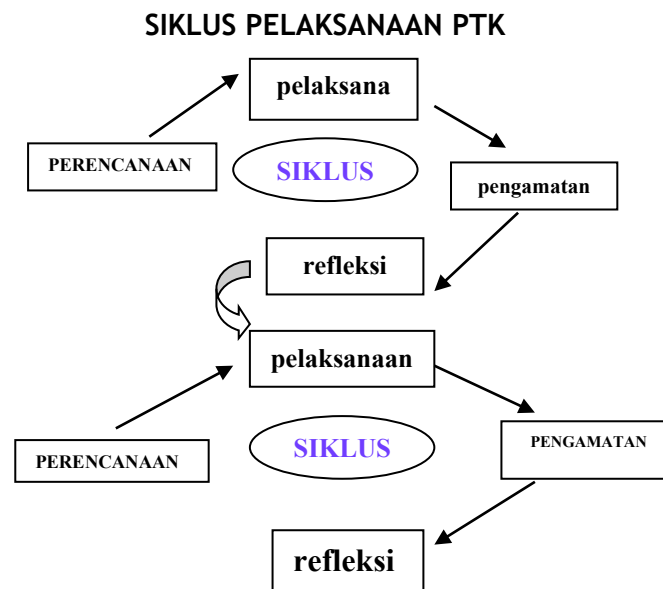 SIKLUS PELAKSANAAN PTK
pelaksana
PERENCANAAN
SIKLUS
pengamatan
refleksi
pelaksanaan
PERENCANAAN
SIKLUS
PENGAMATAN
refleksi